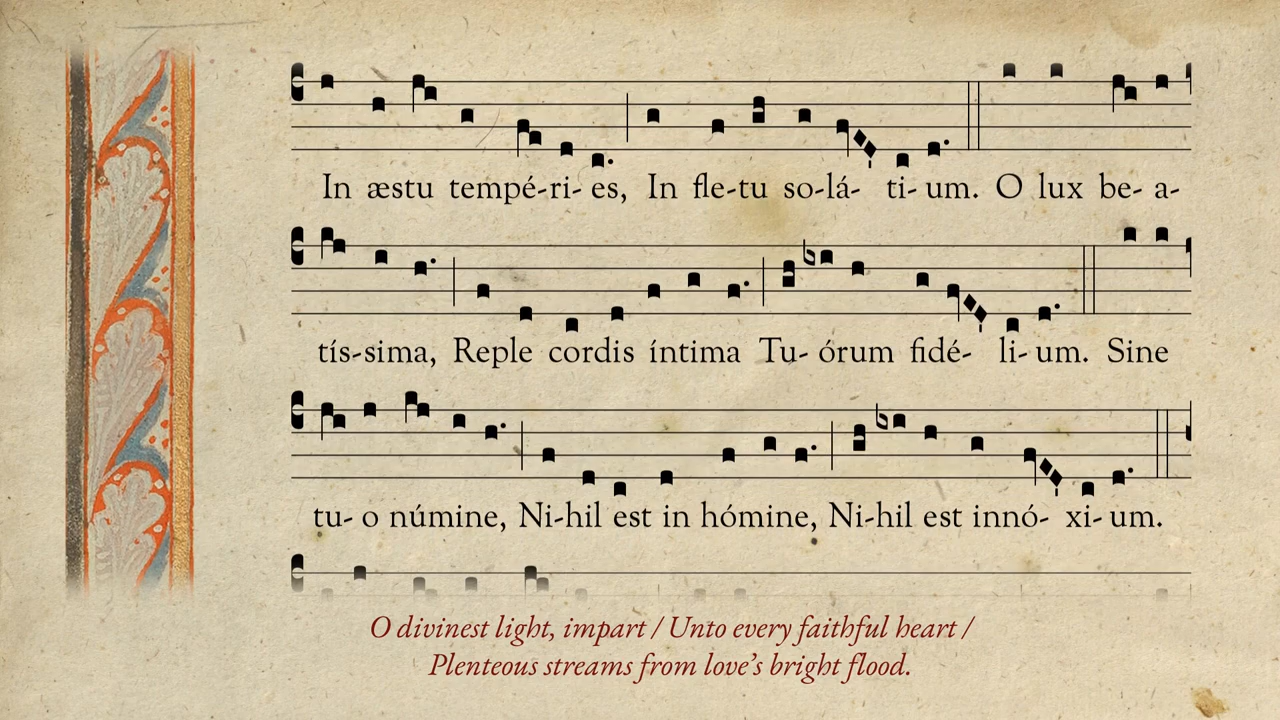 In æstu tempé-ri- es, In fle-tu so-lá- ti- um. O lux be- a-
tís-sima, Reple cordis íntima Tu- órum fidé- li- um. Sine
tu- o númine, Ni-hil est in hómine, Ni-hil est innó- xi- um.
O divinest light, impart / Unto every faithful heart /
Plenteous streams from love’s bright flood.